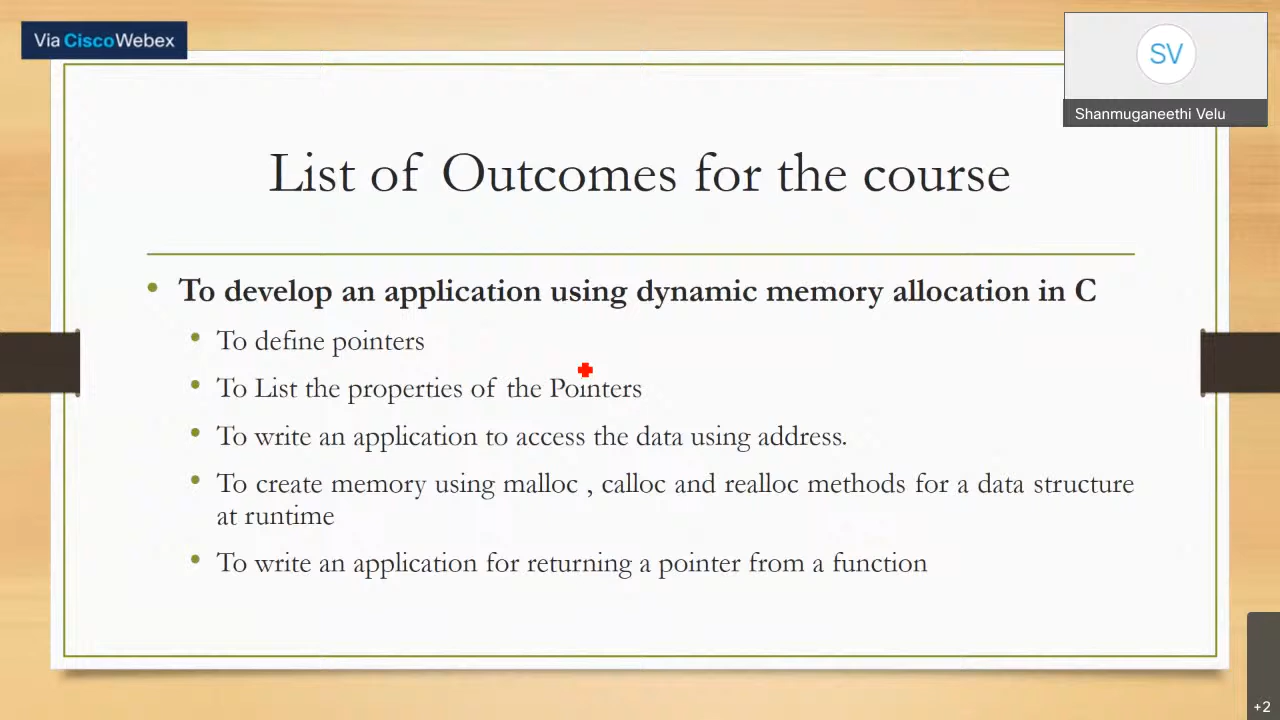 Via CiscoWebex
SV
Shanmuganeethi Velu
List of Outcomes for the course
To develop an application using dynamic memory allocation in C
To define pointers
To List the properties of the Pointers
To write an application to access the data using address.
To create memory using malloc , calloc and realloc methods for a data structure
at runtime
To write an application for returning a pointer from a function
+2